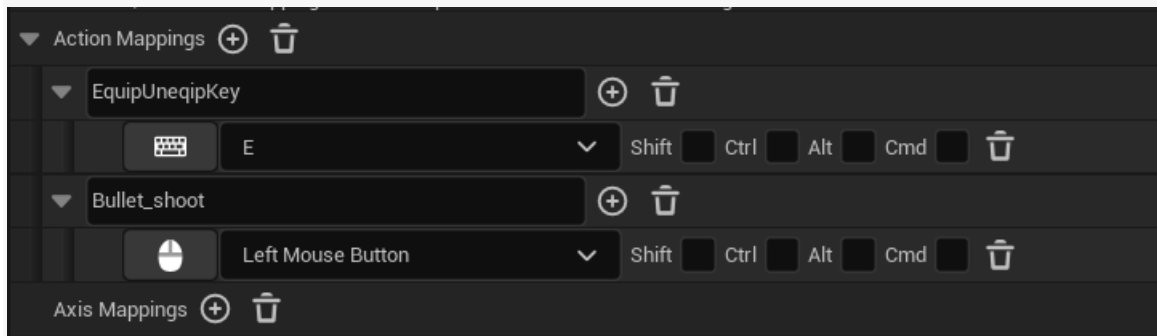 Action Mappings
EquipUneqipKey
E Shift Ctrl Alt Cmd
Bullet_shoot
Left Mouse Button Shift Ctrl Alt Cmd
Axis Mappings